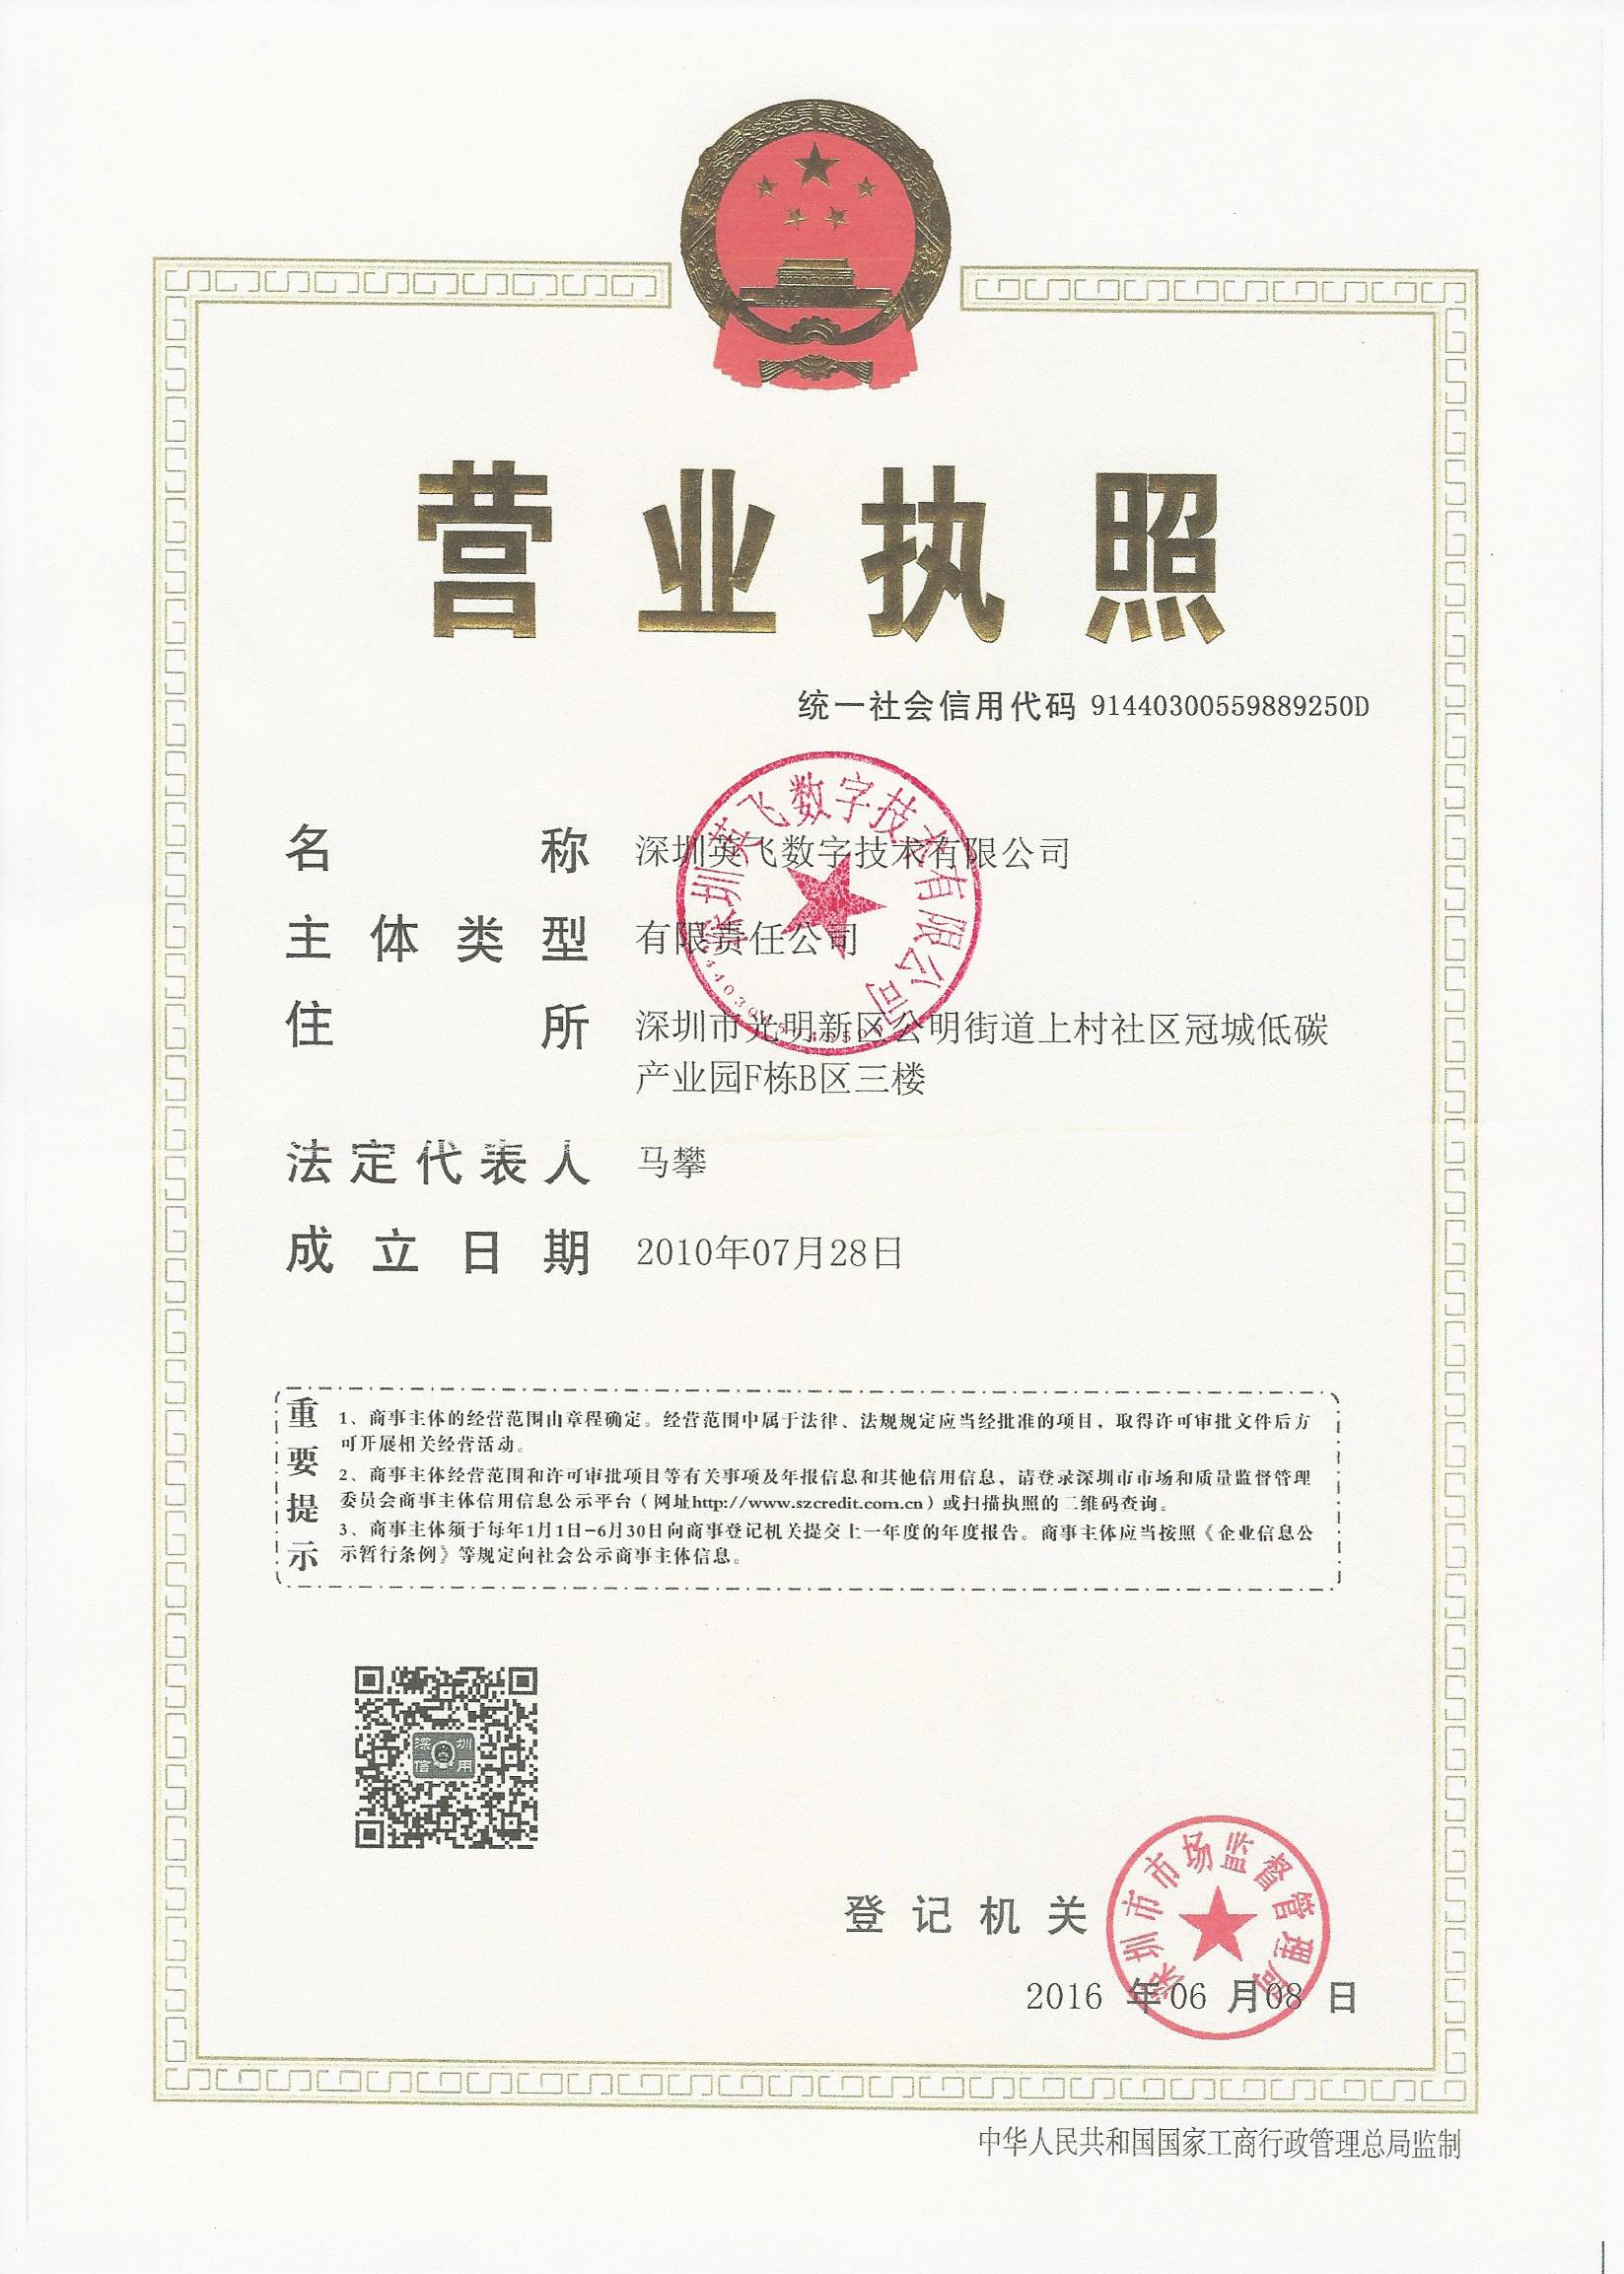 营业执照
统一社会信用代码 91440300559889250D
名称 深圳英飞数字技术有限公司
主体类型 有限责任公司
住所 深圳市光明新区公明街道上村社区冠城低碳
产业园F栋B区三楼
法定代表人 马攀
成立日期 2010年07月28日
深圳英飞数字技术有限公司
重要提示
1、商事主体的经营范围由章程确定。经营范围中属于法律、法规规定应当经批准的项目，取得许可审批文件后方
可开展相关经营活动。
2、商事主体经营范围和许可审批项目等有关事项及年报信息和其他信用信息，请登录深圳市市场和质量监督管理
委员会商事主体信用信息公示平台（网址http://www.szcredit.com.cn）或扫描执照的二维码查询。
3、商事主体须于每年1月1日-6月30日向商事登记机关提交上一年度的年度报告。商事主体应当按照《企业信息公
示暂行条例》等规定向社会公示商事主体信息。
深圳
信用
登记机关
深圳市市场监督管理局
2016 年06 月08 日
中华人民共和国国家工商行政管理总局监制